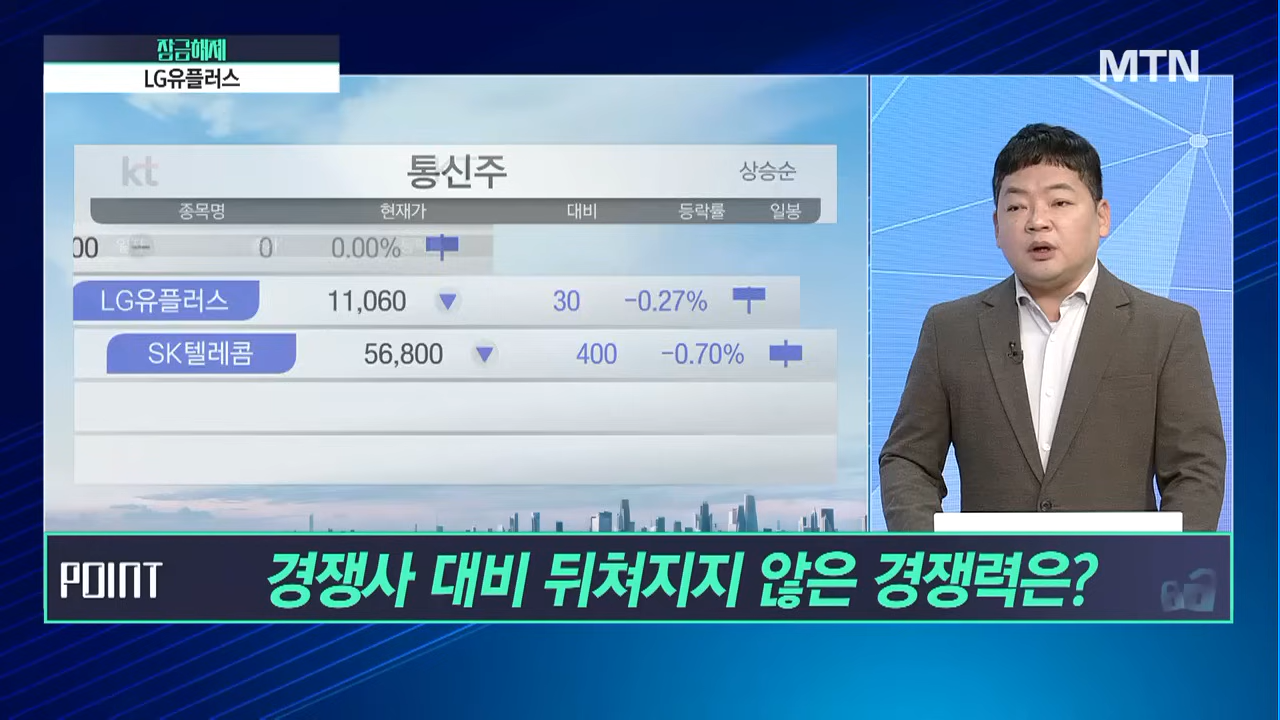 잠금해제
LG유플러스
MTN
kt 통신주 상승순
종목명 현재가 대비 등락률 일봉
00 0 0.00%
LG유플러스 11,060 ▼ 30 -0.27%
SK텔레콤 56,800 ▼ 400 -0.70%
POINT 경쟁사 대비 뒤쳐지지 않은 경쟁력은?